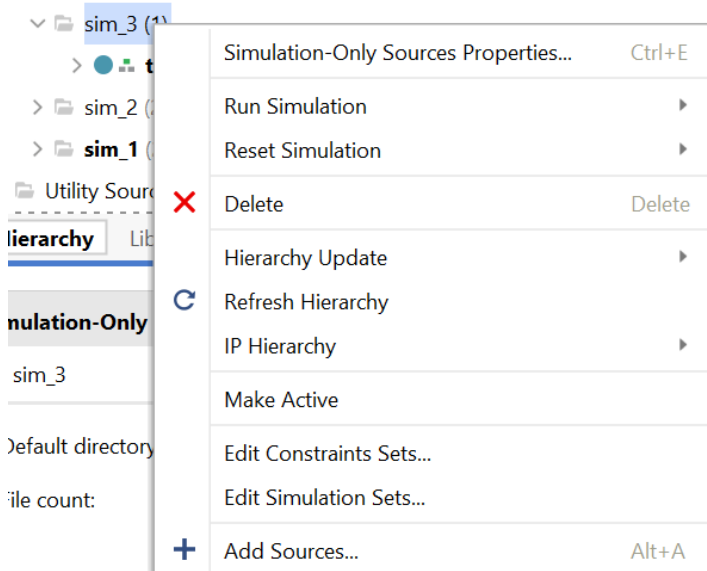 sim_3 (1)
Simulation-Only Sources Properties... Ctrl+E
t
sim_2 (
Run Simulation
sim_1 (
Reset Simulation
Utility Sourc
Delete Delete
Hierarchy Lib
Hierarchy Update
Refresh Hierarchy
mulation-Only
IP Hierarchy
sim_3
Make Active
Default directory
Edit Constraints Sets...
File count:
Edit Simulation Sets...
Add Sources... Alt+A